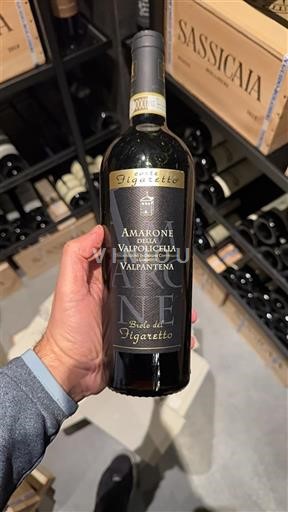 SASSICAIA
corte
Figaretto
AMARONE
DELLA
VALPOLICELLA
VALPANTENA
Brolo del
Figaretto